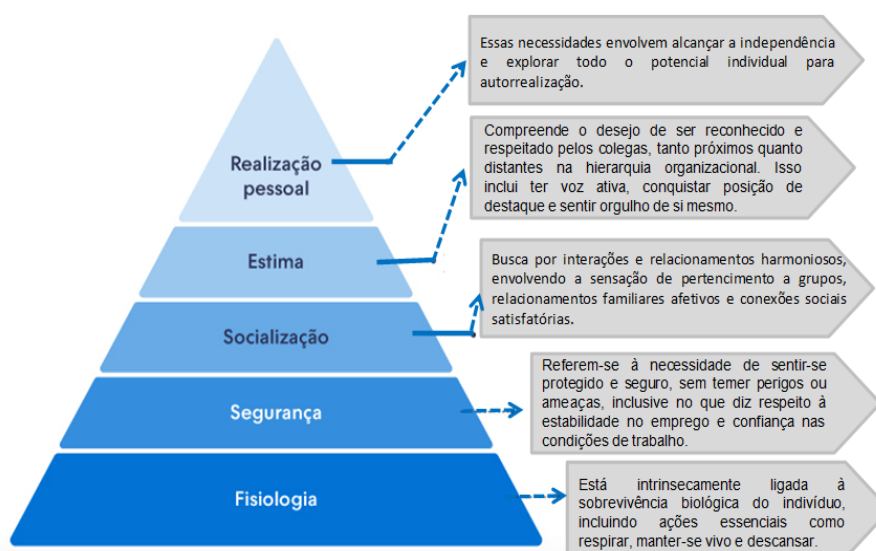 Essas necessidades envolvem alcançar a independência
e explorar todo o potencial individual para
autorrealização.
Realização
pessoal
Compreende o desejo de ser reconhecido e
respeitado pelos colegas, tanto próximos quanto
distantes na hierarquia organizacional. Isso
inclui ter voz ativa, conquistar posição de
destaque e sentir orgulho de si mesmo.
Estima
Busca por interações e relacionamentos harmoniosos,
envolvendo a sensação de pertencimento a grupos,
relacionamentos familiares afetivos e conexões sociais
satisfatórias.
Socialização
Referem-se à necessidade de sentir-se
protegido e seguro, sem temer perigos ou
ameaças, inclusive no que diz respeito à
estabilidade no emprego e confiança nas
condições de trabalho.
Segurança
Está intrinsecamente ligada à
sobrevivência biológica do indivíduo,
incluindo ações essenciais como
respirar, manter-se vivo e descansar.
Fisiologia